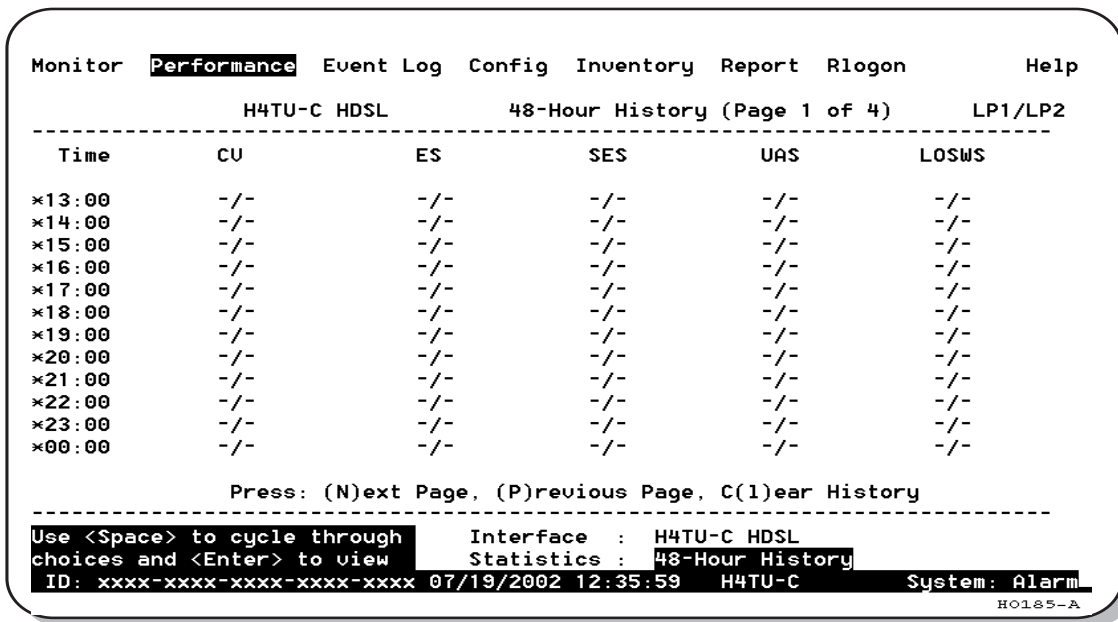 Monitor Performance Event Log Config Inventory Report Rlogon Help
H4TU-C HDSL 48-Hour History (Page 1 of 4) LP1/LP2
Time CV ES SES UAS LOSWS
*13:00 -/- -/- -/- -/- -/-
*14:00 -/- -/- -/- -/- -/-
*15:00 -/- -/- -/- -/- -/-
*16:00 -/- -/- -/- -/- -/-
*17:00 -/- -/- -/- -/- -/-
*18:00 -/- -/- -/- -/- -/-
*19:00 -/- -/- -/- -/- -/-
*20:00 -/- -/- -/- -/- -/-
*21:00 -/- -/- -/- -/- -/-
*22:00 -/- -/- -/- -/- -/-
*23:00 -/- -/- -/- -/- -/-
*00:00 -/- -/- -/- -/- -/-
Press: (N)ext Page, (P)revious Page, C(l)ear History
Use <Space> to cycle through Interface : H4TU-C HDSL
choices and <Enter> to view Statistics : 48-Hour History
ID: xxxx-xxxx-xxxx-xxxx-xxxx 07/19/2002 12:35:59 H4TU-C System: Alarm
HO185-A